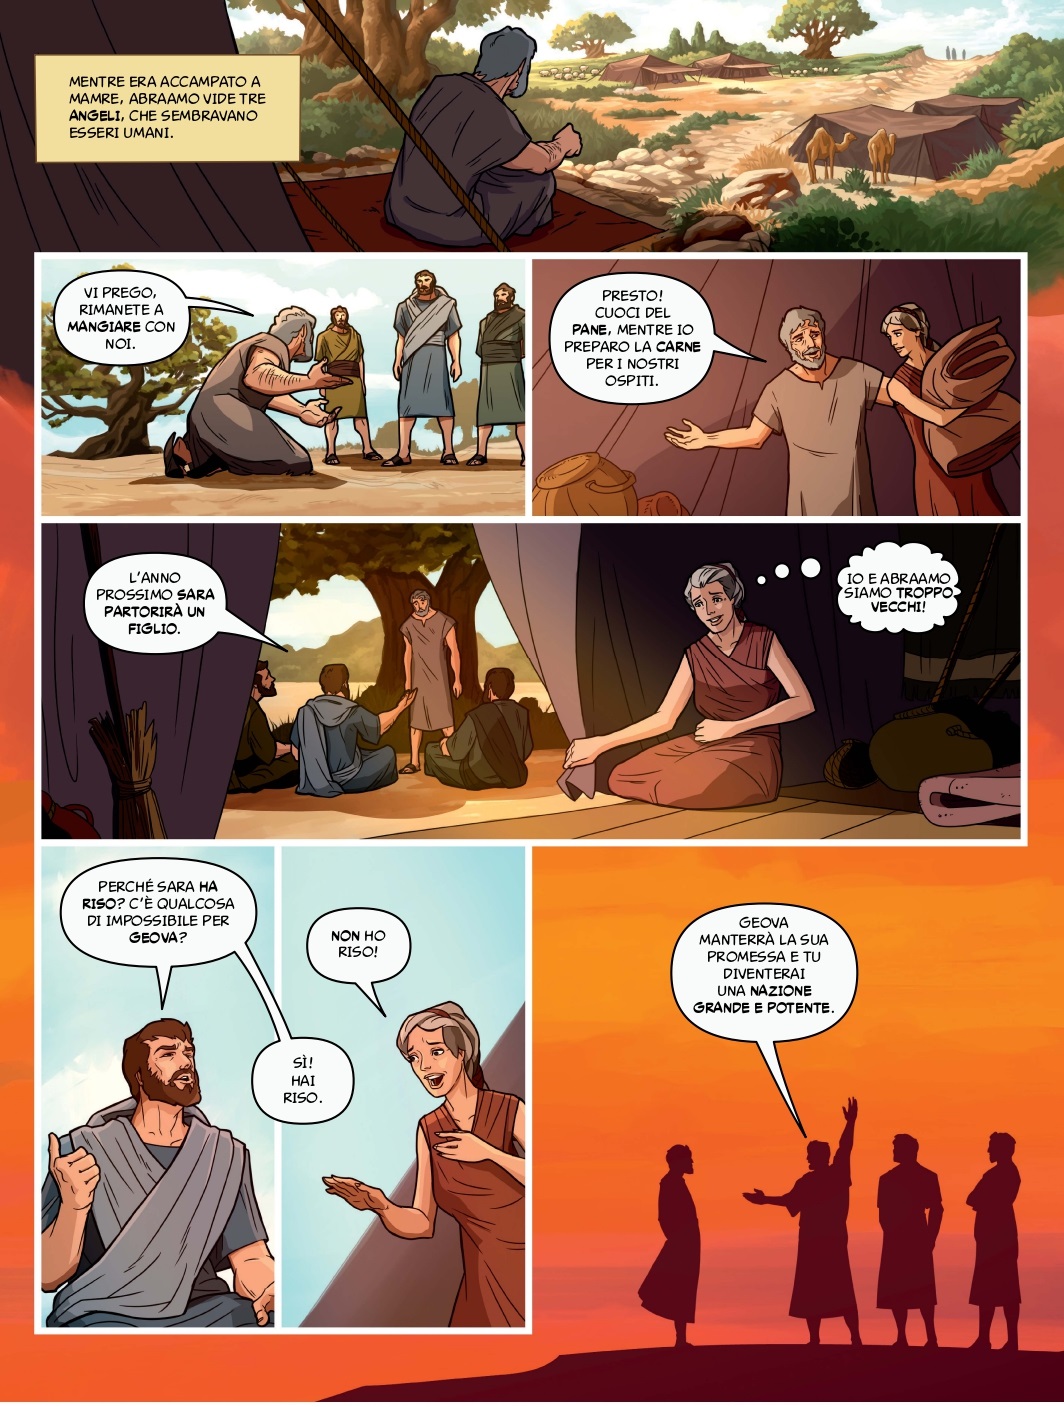 MENTRE ERA ACCAMPATO A
MAMRE, ABRAAMO VIDE TRE
ANGELI, CHE SEMBRAVANO
ESSERI UMANI.
VI PREGO,
RIMANETE A
MANGIARE CON
NOI.
PRESTO!
CUOCI DEL
PANE, MENTRE IO
PREPARO LA CARNE
PER I NOSTRI
OSPITI.
L'ANNO
PROSSIMO SARA
PARTORIRÀ UN
FIGLIO.
IO E ABRAAMO
SIAMO TROPPO
VECCHI!
PERCHÉ SARA HA
RISO? C'È QUALCOSA
DI IMPOSSIBILE PER
GEOVA?
NON HO
RISO!
SÌ!
HAI
RISO.
GEOVA
MANTERRÀ LA SUA
PROMESSA E TU
DIVENTERAI
UNA NAZIONE
GRANDE E POTENTE.